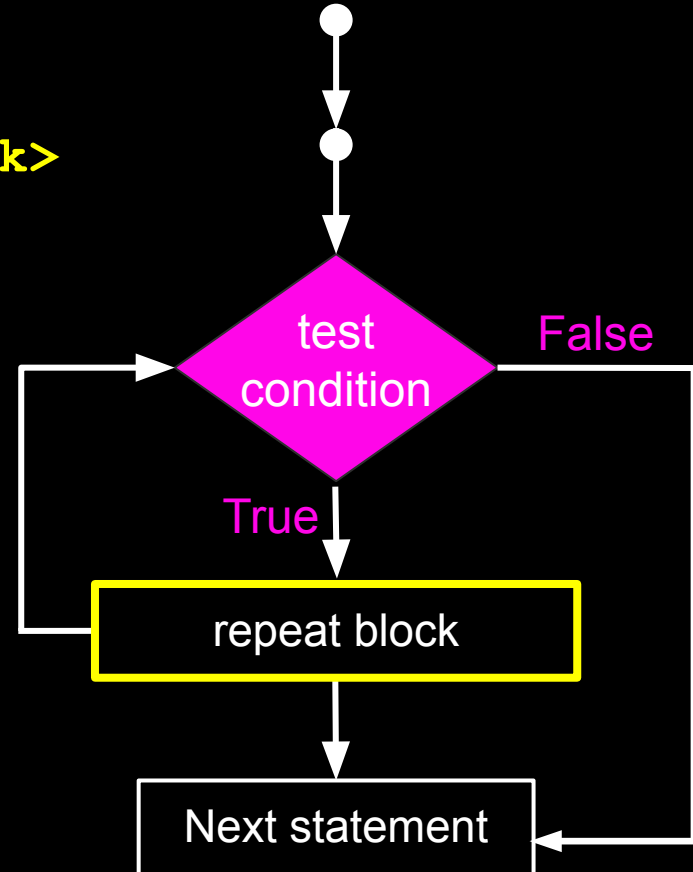 k>
test
condition
False
True
repeat block
Next statement